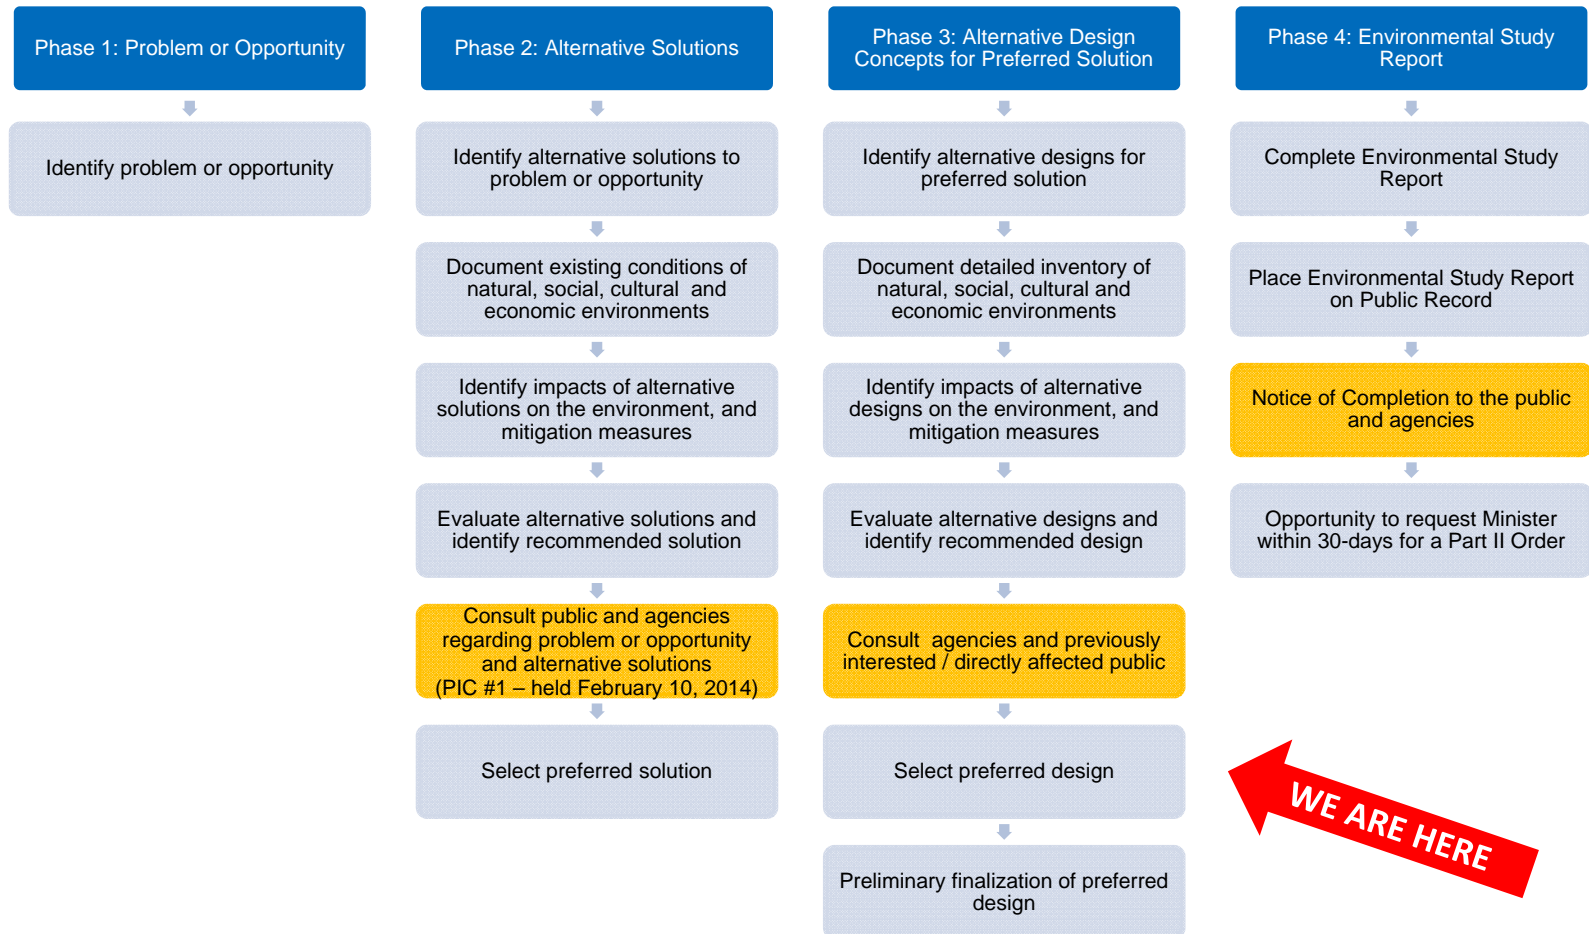 Phase 1: Problem or Opportunity
Identify problem or opportunity
Phase 2: Alternative Solutions
Identify alternative solutions to
problem or opportunity
Document existing conditions of
natural, social, cultural and
economic environments
Identify impacts of alternative
solutions on the environment, and
mitigation measures
Evaluate alternative solutions and
identify recommended solution
Consult public and agencies
regarding problem or opportunity
and alternative solutions
(PIC #1 – held February 10, 2014)
Select preferred solution
Phase 3: Alternative Design
Concepts for Preferred Solution
Identify alternative designs for
preferred solution
Document detailed inventory of
natural, social, cultural and
economic environments
Identify impacts of alternative
designs on the environment, and
mitigation measures
Evaluate alternative designs and
identify recommended design
Consult agencies and previously
interested / directly affected public
Select preferred design
Preliminary finalization of preferred
design
Phase 4: Environmental Study
Report
Complete Environmental Study
Report
Place Environmental Study Report
on Public Record
Notice of Completion to the public
and agencies
Opportunity to request Minister
within 30-days for a Part II Order
WE ARE HERE